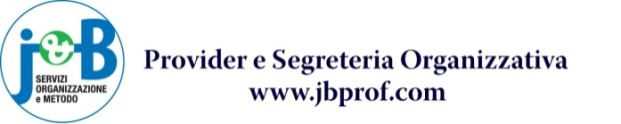 j&B
SERVIZI
ORGANIZZAZIONE
e METODO
Provider e Segreteria Organizzativa
www.jbprof.com